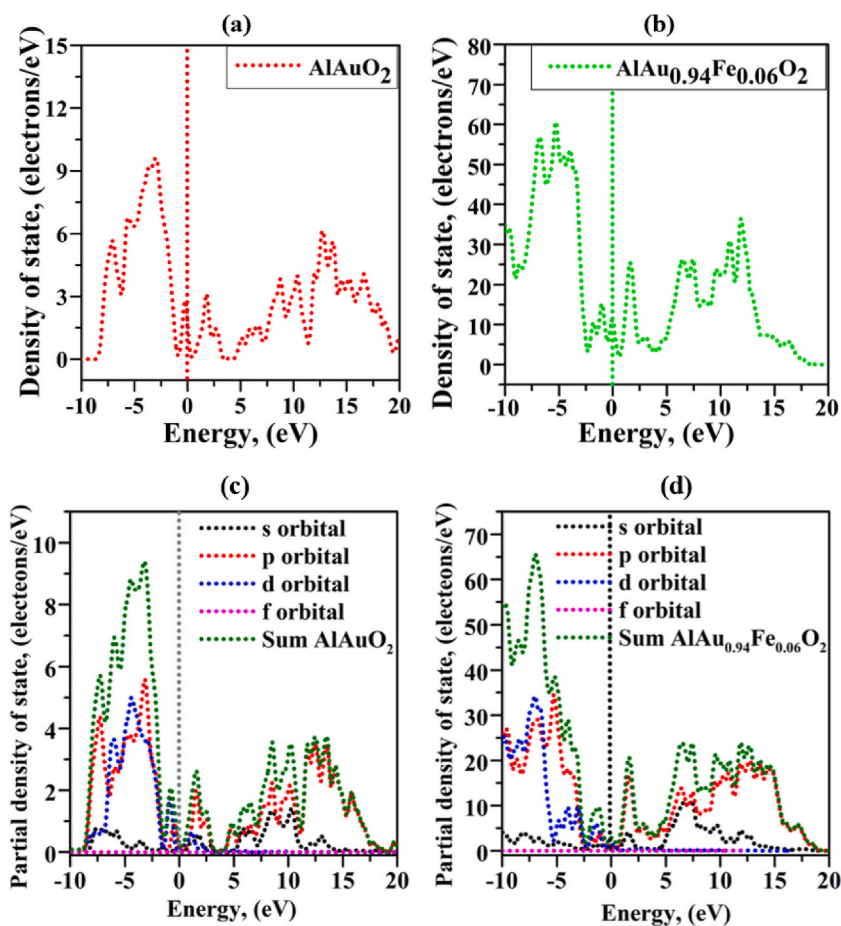 (a)
Density of state, (electrons/eV)
15
12
9
6
3
0
AlAuO2
-10 -5 0 5 10 15 20
Energy, (eV)
(b)
Density of state, (electrons/eV)
80
70
60
50
40
30
20
10
0
AlAu0.94Fe0.06O2
-10 -5 0 5 10 15 20
Energy, (eV)
(c)
Partial density of state, (electeons/eV)
10
8
6
4
2
0
s orbital
p orbital
d orbital
f orbital
Sum AlAuO2
-10 -5 0 5 10 15 20
Energy, (eV)
(d)
Partial density of state, (electeons/eV)
70
60
50
40
30
20
10
0
s orbital
p orbital
d orbital
f orbital
Sum AlAu0.94Fe0.06O2
-10 -5 0 5 10 15 20
Energy, (eV)